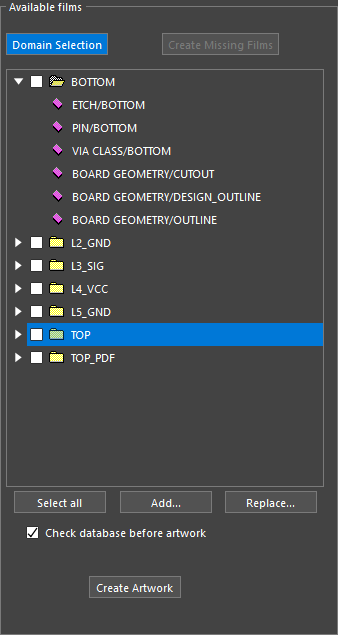 Available films
Domain Selection
Create Missing Films
BOTTOM
ETCH/BOTTOM
PIN/BOTTOM
VIA CLASS/BOTTOM
BOARD GEOMETRY/CUTOUT
BOARD GEOMETRY/DESIGN_OUTLINE
BOARD GEOMETRY/OUTLINE
L2_GND
L3_SIG
L4_VCC
L5_GND
TOP
TOP_PDF
Select all
Add...
Replace...
Check database before artwork
Create Artwork